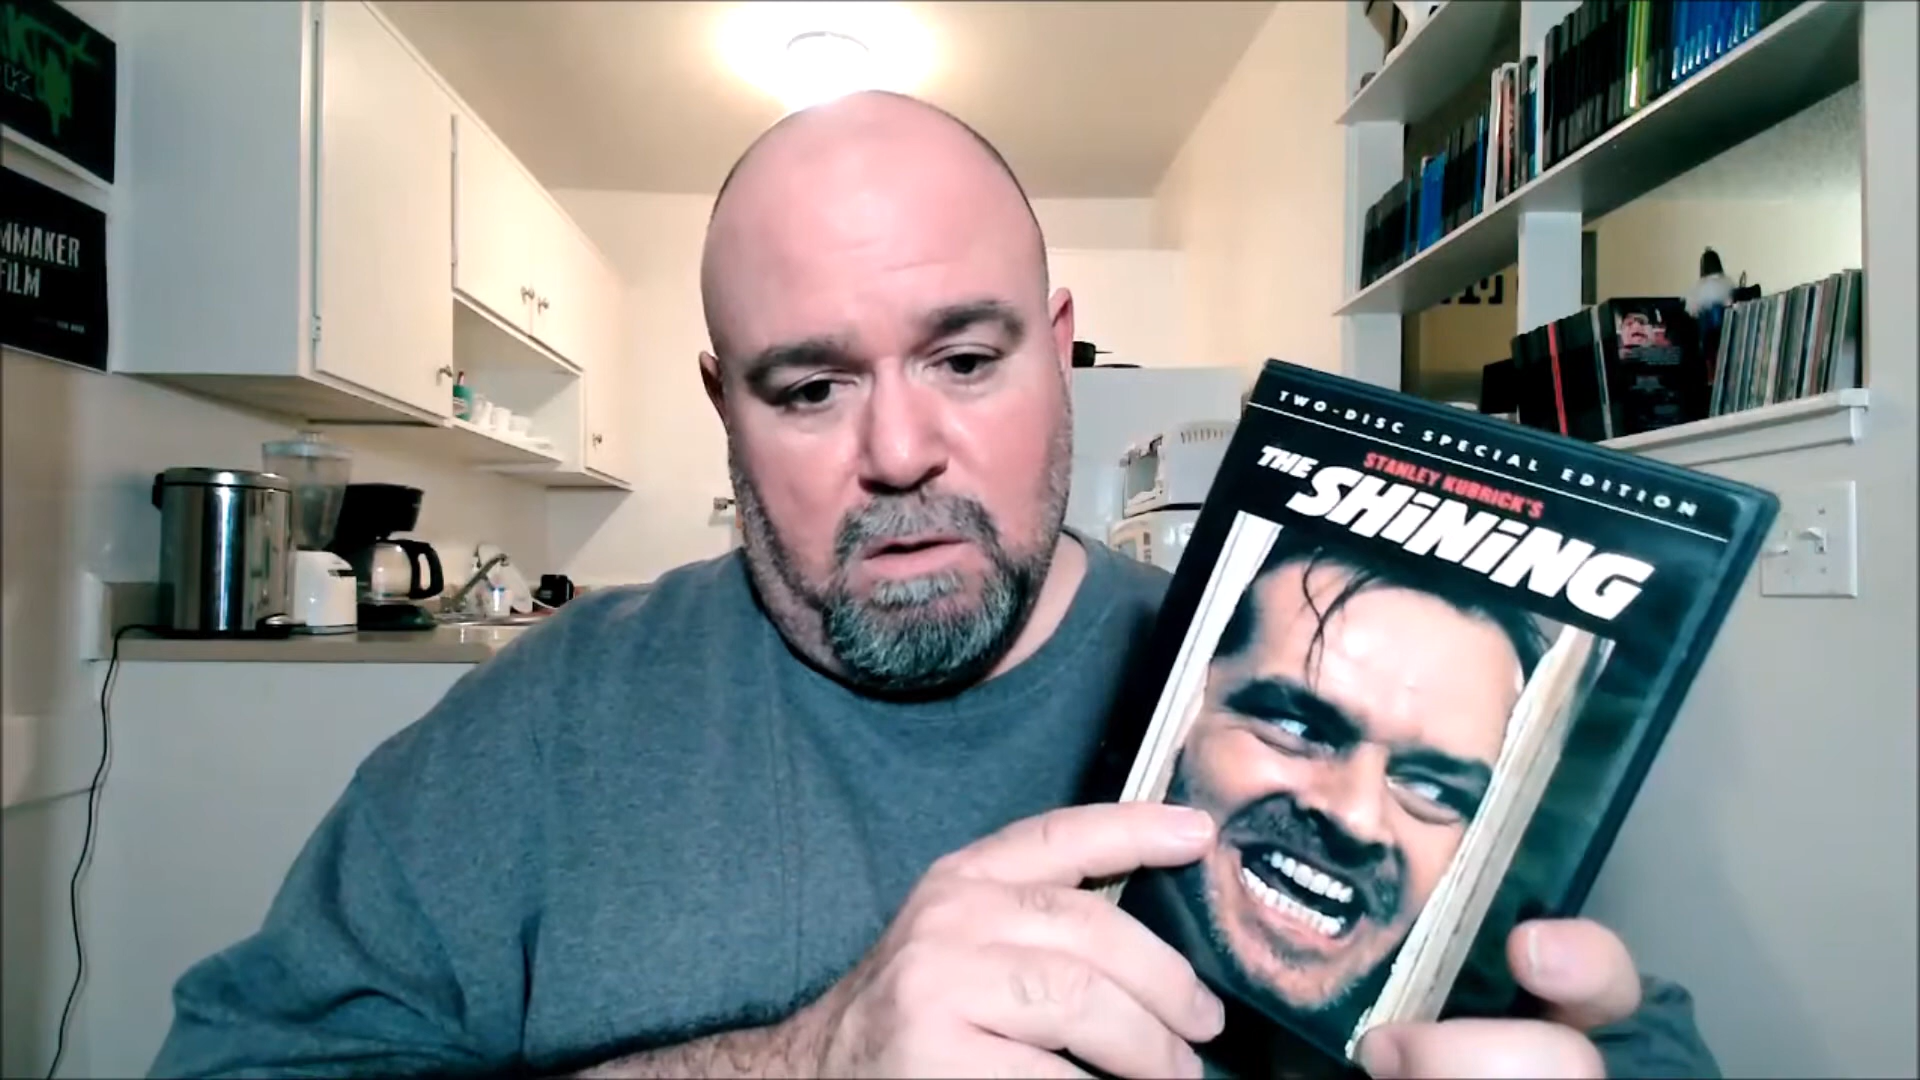 MMAKER
FILM
TWO-DISC SPECIAL EDITION
STANLEY KUBRICK'S
THE SHiNiNG